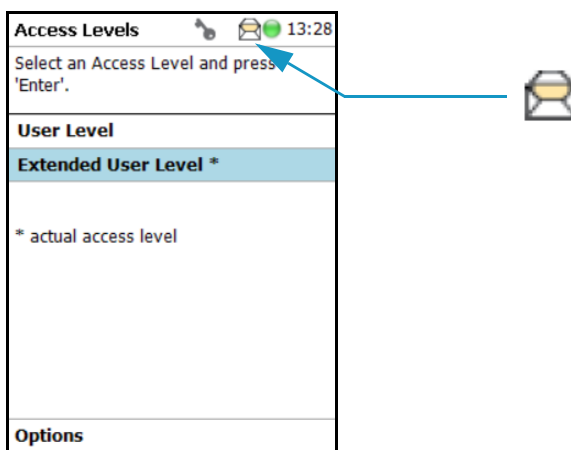 Access Levels 13:28
Select an Access Level and press
'Enter'.
User Level
Extended User Level *
* actual access level
Options